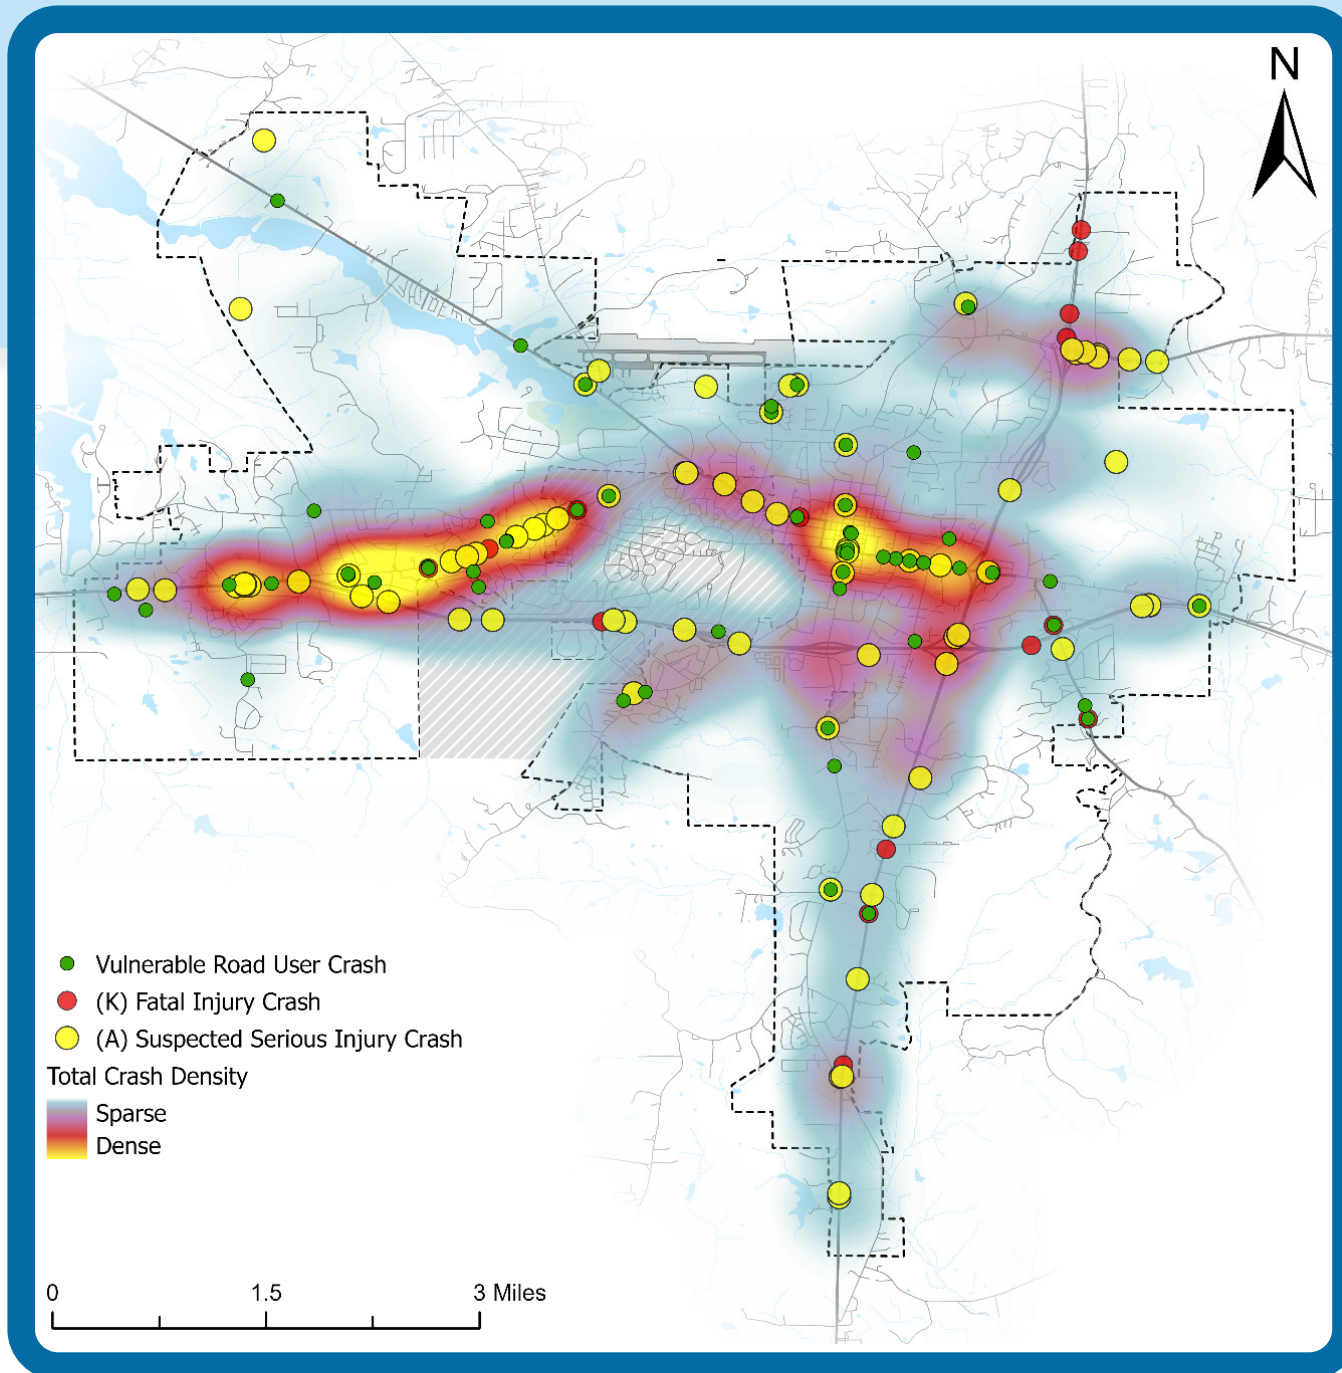 N
Vulnerable Road User Crash
(K) Fatal Injury Crash
(A) Suspected Serious Injury Crash
Total Crash Density
Sparse
Dense
0 1.5 3 Miles